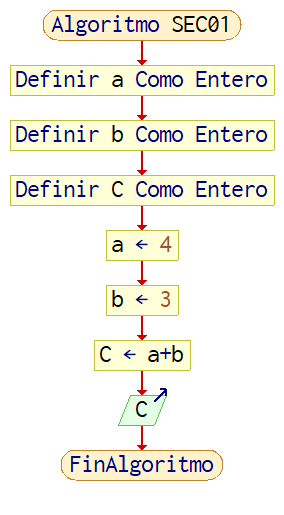 Algoritmo SEC01
Definir a Como Entero
Definir b Como Entero
Definir C Como Entero
a ← 4
b ← 3
C ← a+b
C
FinAlgoritmo